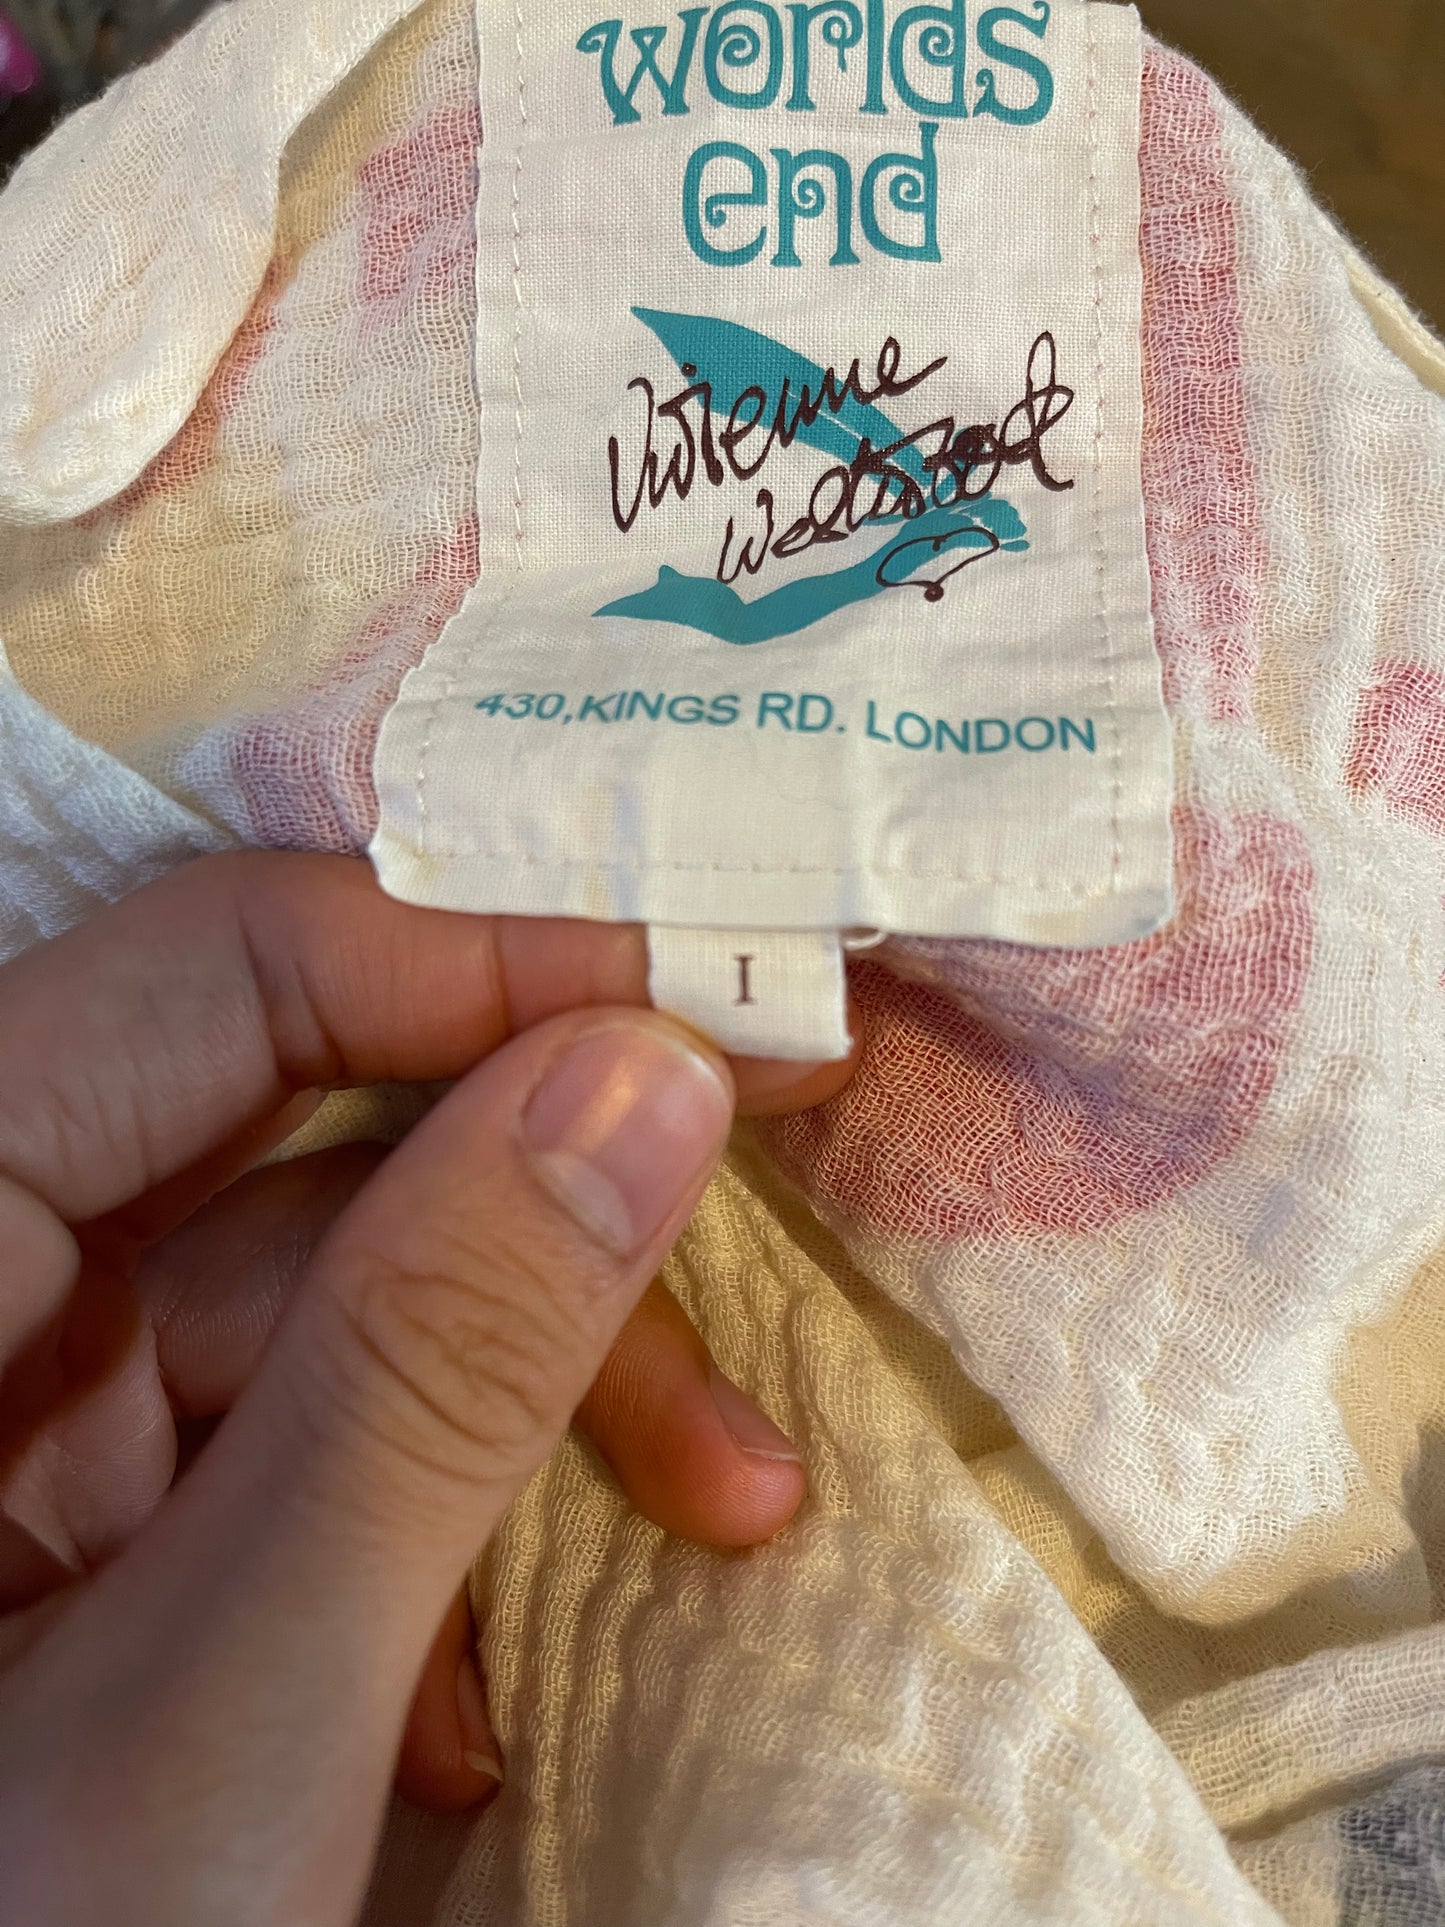 worlds
end
Vivienne
Westwood
430, KINGS RD. LONDON
I